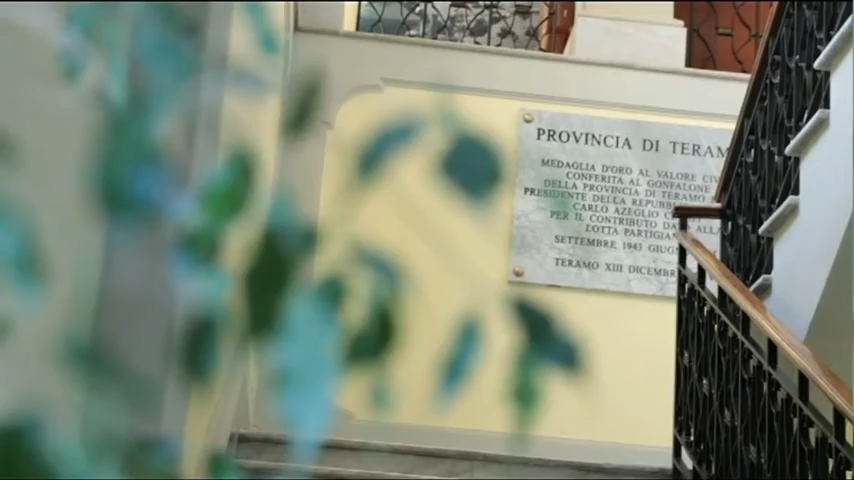 PROVINCIA DI TERAM
MEDAGLIA D'ORO AL VALORE CIV
CONFERITA AL GONFALONE
DELLA PROVINCIA DI TERAMO
PRESIDENTE DELLA REPUBB
CARLO AZEGLIO C
PER IL CONTRIBUTO DA ALLA
LOTTA PARTIGIAN
SETTEMBRE 1943 GIUG
TERAMO XIII DICEMBR